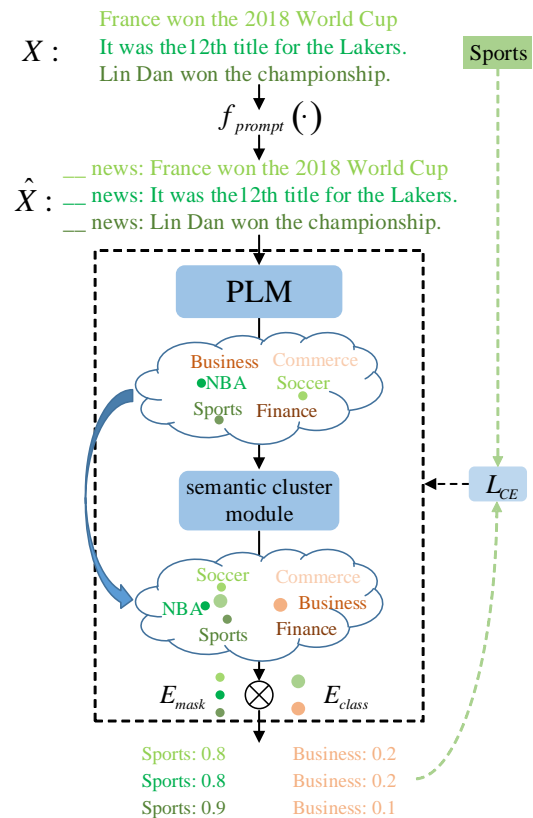 France won the 2018 World Cup
X :
It was the12th title for the Lakers.
Sports
Lin Dan won the championship.
f prompt (·)
__ news: France won the 2018 World Cup
X̂ :
__ news: It was the12th title for the Lakers.
__ news: Lin Dan won the championship.
PLM
Business
Commerce
NBA
Soccer
Sports
Finance
semantic cluster
module
L CE
Soccer
Commerce
NBA
Business
Sports
Finance
E mask
E class
Sports: 0.8
Business: 0.2
Sports: 0.8
Business: 0.2
Sports: 0.9
Business: 0.1